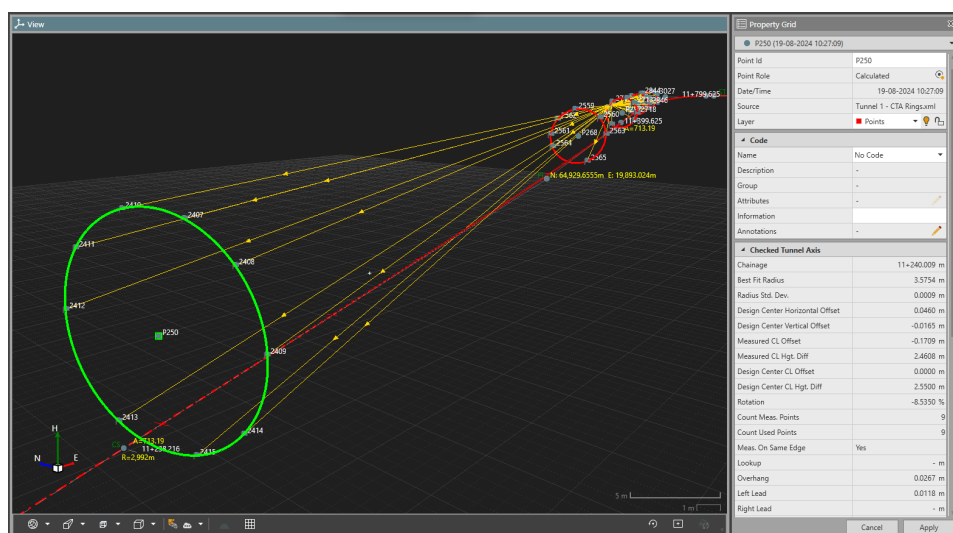 View
2559
2562
2560
2561
P268
2563
2564
2565
2718
11+799.625
11+399.625
A=713.19
N: 64,929.6555m E: 19,893.024m
2410
2407
2411
2408
2412
P250
2409
2413
2414
2415
A=713.19
11+238.216
R=2,992m
H
N
E
5 m
1 m
Property Grid
P250 (19-08-2024 10:27:09)
Point Id P250
Point Role Calculated
Date/Time 19-08-2024 10:27:09
Source Tunnel 1 - CTA Rings.xml
Layer Points
Code
Name No Code
Description -
Group -
Attributes -
Information
Annotations -
Checked Tunnel Axis
Chainage 11+240.009 m
Best Fit Radius 3.5754 m
Radius Std. Dev. 0.0009 m
Design Center Horizontal Offset 0.0460 m
Design Center Vertical Offset -0.0165 m
Measured CL Offset -0.1709 m
Measured CL Hgt. Diff 2.4608 m
Design Center CL Offset 0.0000 m
Design Center CL Hgt. Diff 2.5500 m
Rotation -8.5350 %
Count Meas. Points 9
Count Used Points 9
Meas. On Same Edge Yes
Lookup - m
Overhang 0.0267 m
Left Lead 0.0118 m
Right Lead - m
Cancel Apply